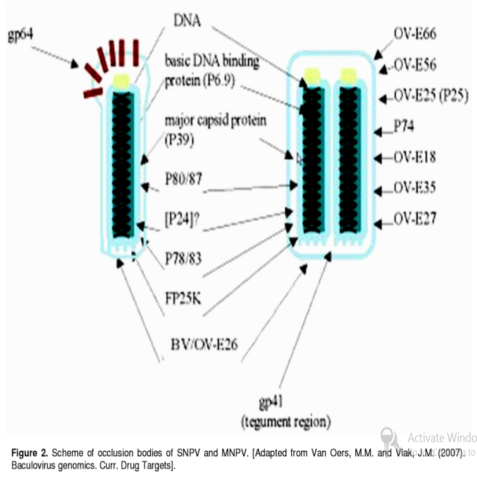 gp64
DNA
basic DNA binding
protein (P6.9)
major capsid protein
(P39)
P80/87
[P24]?
P78/83
FP25K
BV/OV-E26
OV-E66
OV-E56
OV-E25 (P25)
P74
OV-E18
OV-E35
OV-E27
gp41
(tegument region)
Activate Windo
Figure 2. Scheme of occlusion bodies of SNPV and MNPV. [Adapted from Van Oers, M.M. and Vlak, J.M. (2007).
to
Baculovirus genomics. Curr. Drug Targets].